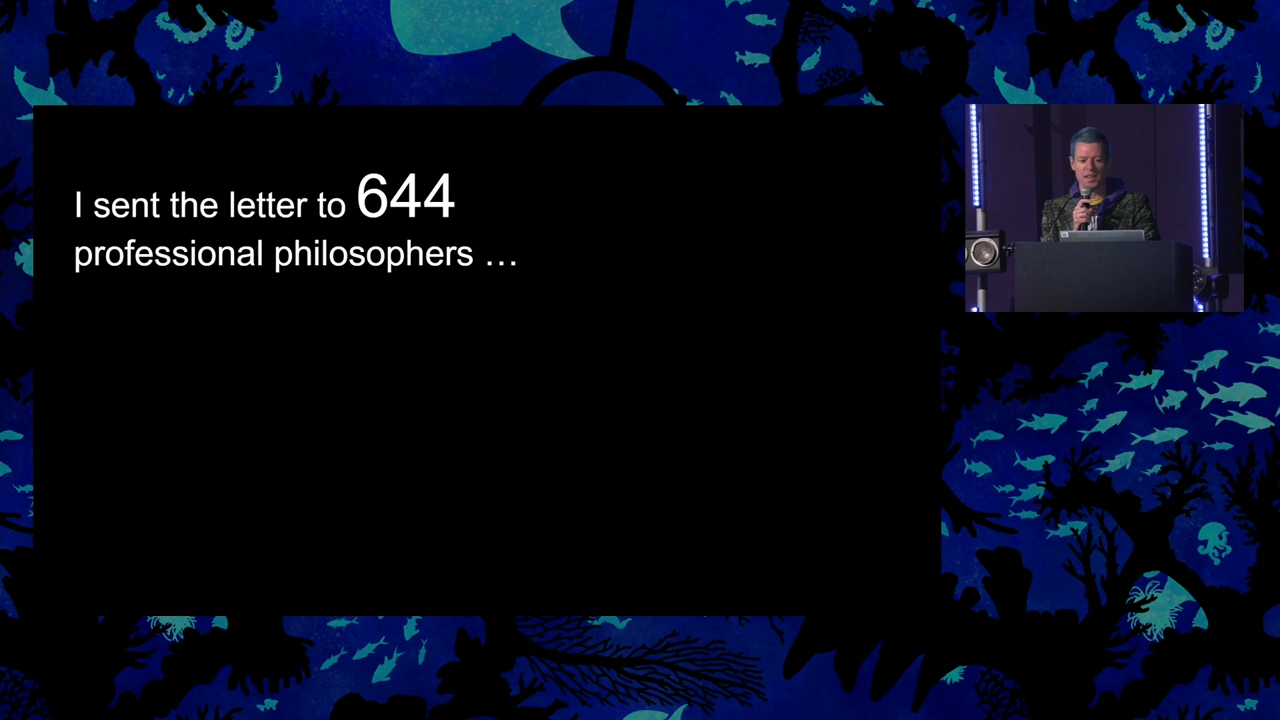 I sent the letter to 644
professional philosophers …